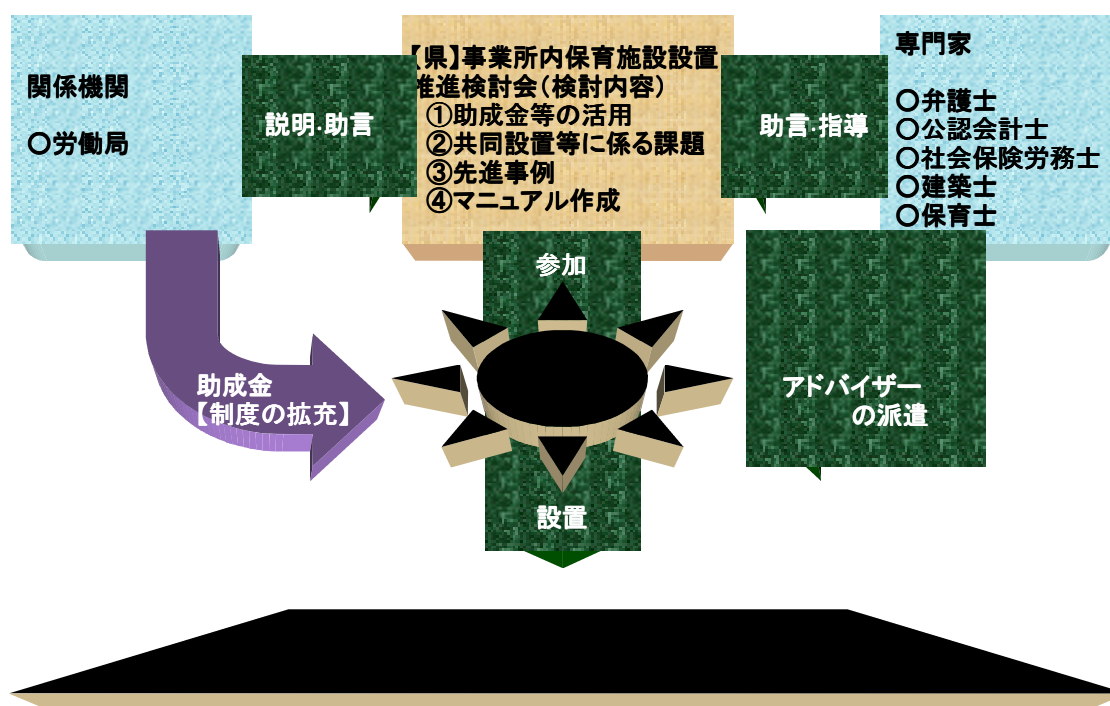 関係機関
○労働局
説明・助言
【県】事業所内保育施設設置
推進検討会（検討内容）
①助成金等の活用
②共同設置等に係る課題
③先進事例
④マニュアル作成
助言・指導
専門家
○弁護士
○公認会計士
○社会保険労務士
○建築士
○保育士
参加
助成金
【制度の拡充】
アドバイザー
の派遣
設置